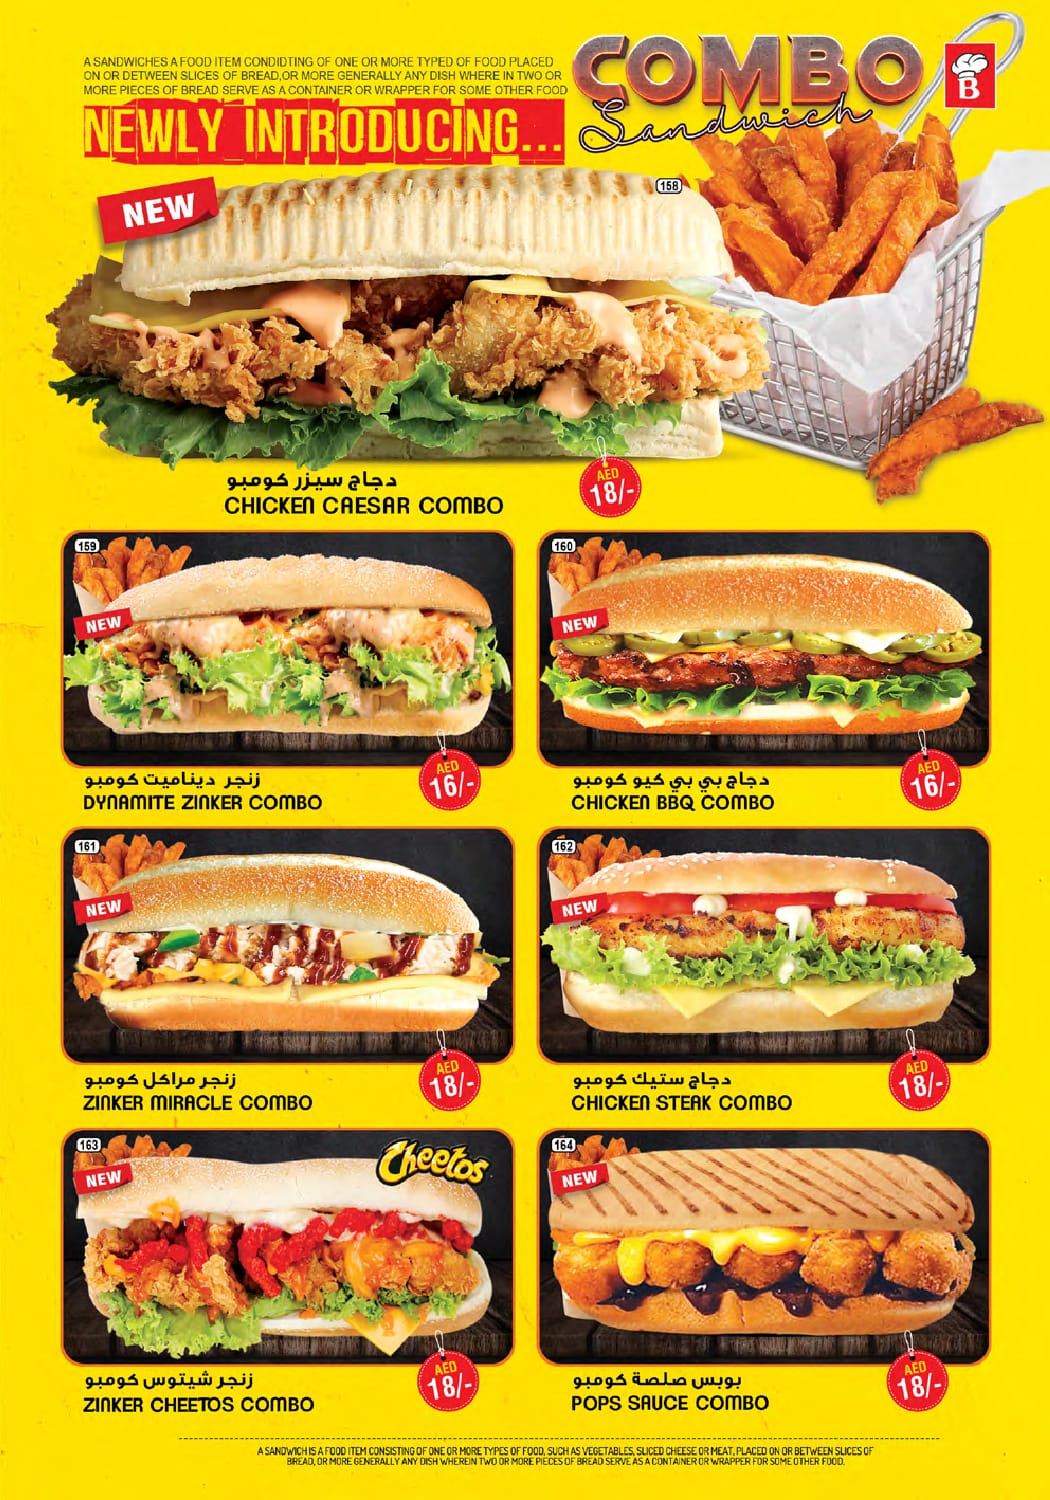 A SANDWICHES A FOOD ITEM CONDIDTING OF ONE OR MORE TYPED OF FOOD PLACED
ON OR DETWEEN SLICES OF BREAD,OR MORE GENERALLY ANY DISH WHERE IN TWO OR
MORE PIECES OF BREAD SERVE AS A CONTAINER OR WRAPPER FOR SOME OTHER FOOD
COMBO
Sandwich
B
NEWLY INTRODUCING...
NEW
158
دجاج سيزر كومبو
CHICKEN CAESAR COMBO
AED
18/-
159
NEW
زنجر ديناميت كومبو
DYNAMITE ZINKER COMBO
AED
16/-
160
NEW
دجاج بي بي كيو كومبو
CHICKEN BBQ COMBO
AED
16/-
161
NEW
زنجر مراكل كومبو
ZINKER MIRACLE COMBO
AED
18/-
162
NEW
دجاج ستيك كومبو
CHICKEN STEAK COMBO
AED
18/-
163
NEW
Cheetos
زنجر شيتوس كومبو
ZINKER CHEETOS COMBO
AED
18/-
164
NEW
بوبس صلصة كومبو
POPS SAUCE COMBO
AED
18/-
A SANDWICH IS A FOOD ITEM CONSISTING OF ONE OR MORE TYPES OF FOOD, SUCH AS VEGETABLES, SLICED CHEESE OR MEAT, PLACED ON OR BETWEEN SLICES OF
BREAD, OR MORE GENERALLY ANY DISH WHEREIN TWO OR MORE PIECES OF BREAD SERVE AS A CONTAINER OR WRAPPER FOR SOME OTHER FOOD.